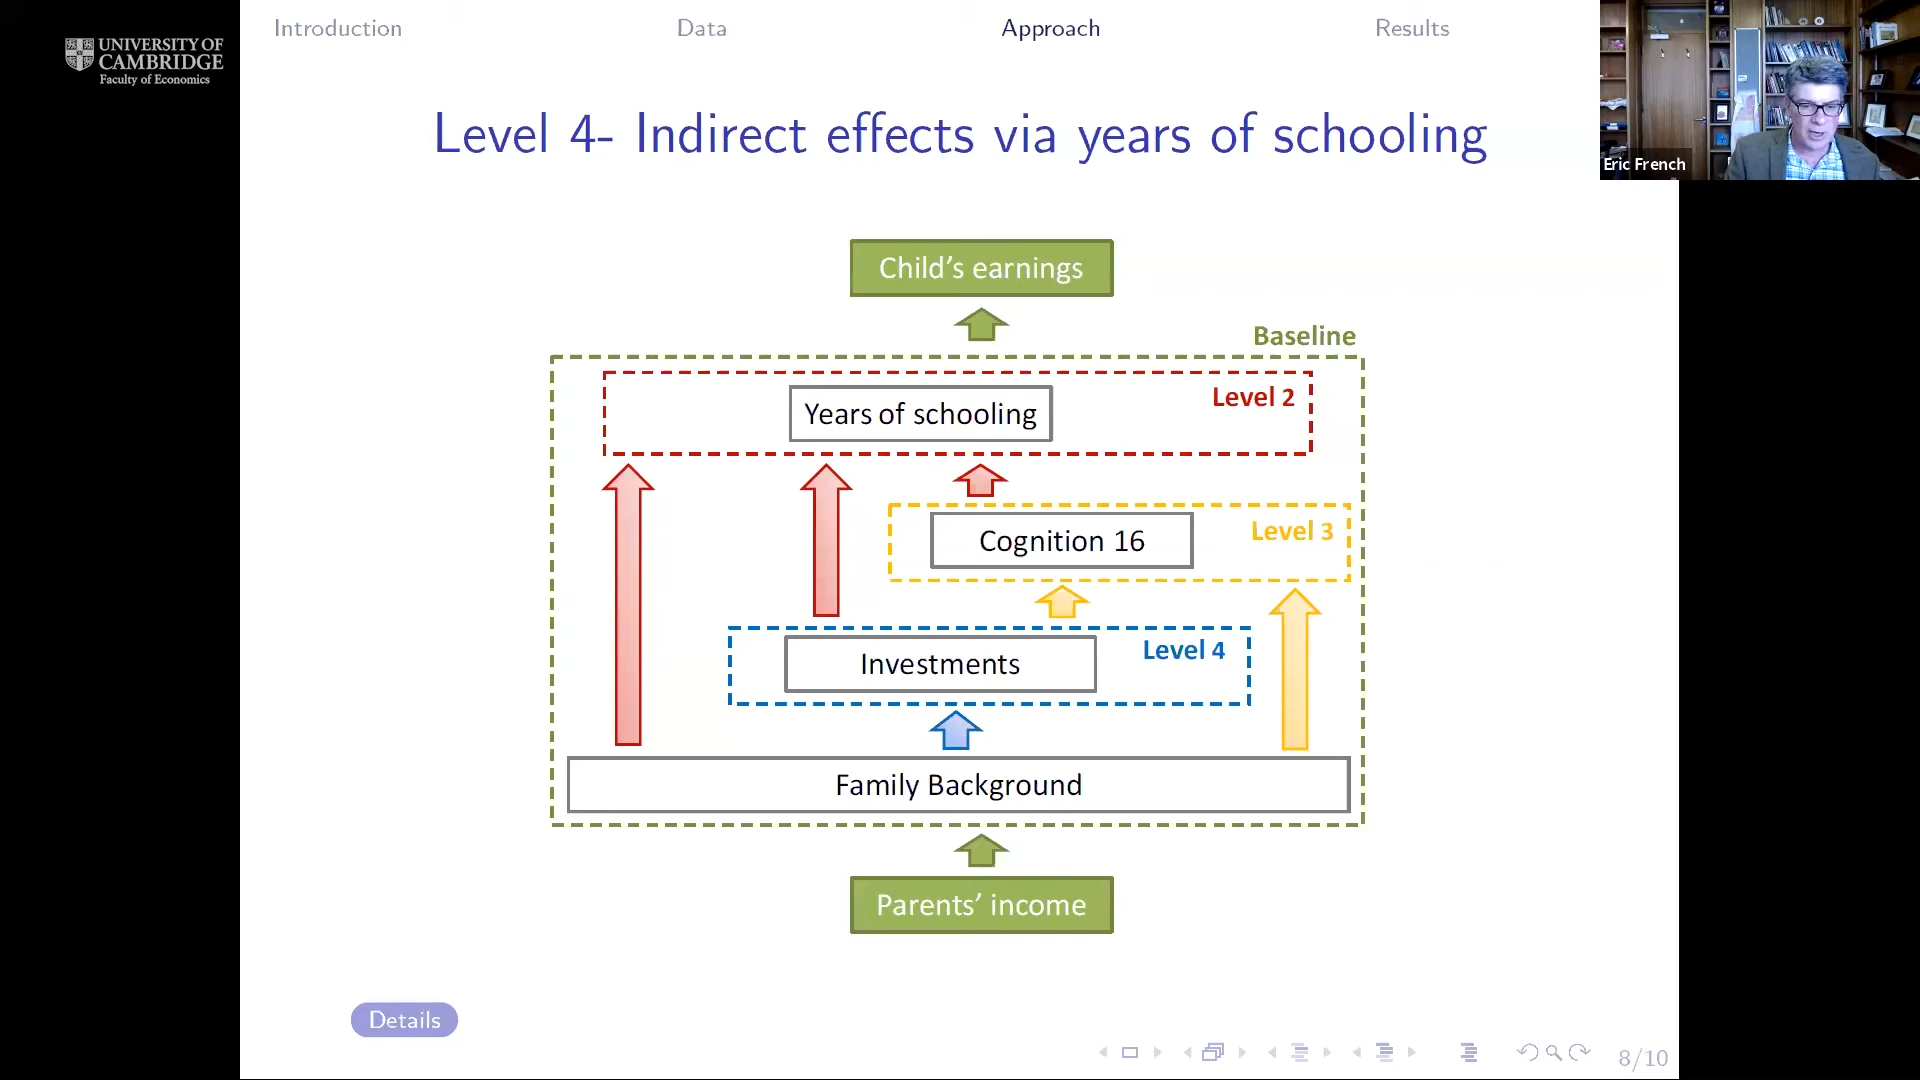 Introduction
Data
Approach
Results
UNIVERSITY OF
CAMBRIDGE
Faculty of Economics
Eric French
Level 4- Indirect effects via years of schooling
Child's earnings
Baseline
Level 2
Years of schooling
Level 3
Cognition 16
Level 4
Investments
Family Background
Parents' income
Details
8/10